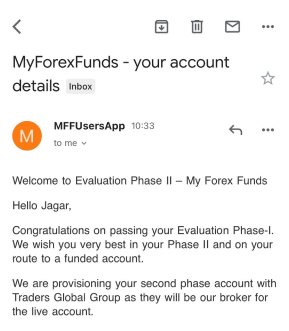 MyForexFunds - your account
details Inbox
M
MFFUsersApp 10:33
to me
Welcome to Evaluation Phase II – My Forex Funds
Hello Jagar,
Congratulations on passing your Evaluation Phase-I.
We wish you very best in your Phase II and on your
route to a funded account.
We are provisioning your second phase account with
Traders Global Group as they will be our broker for
the live account.